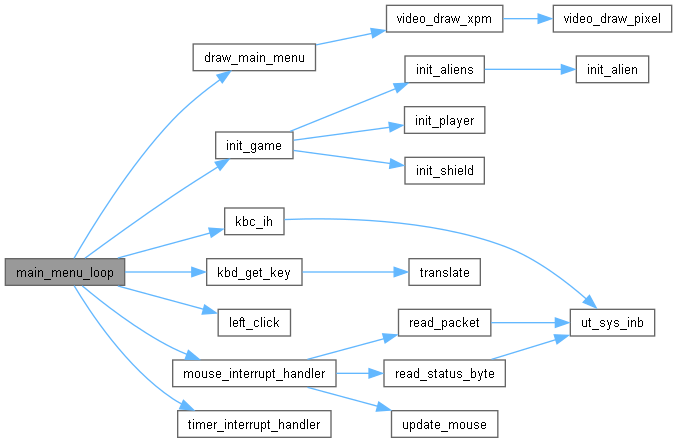 video_draw_xpm
video_draw_pixel
draw_main_menu
init_aliens
init_alien
init_player
init_game
init_shield
kbc_ih
main_menu_loop
kbd_get_key
translate
left_click
read_packet
ut_sys_inb
mouse_interrupt_handler
read_status_byte
timer_interrupt_handler
update_mouse